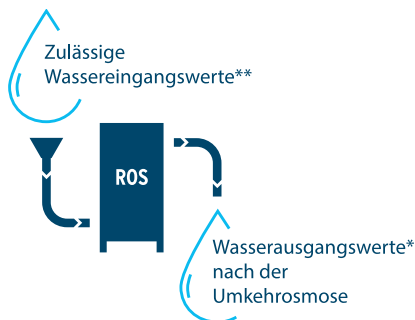 Zulässige
Wassereingangswerte**
ROS
Wasserausgangswerte*
nach der
Umkehrosmose